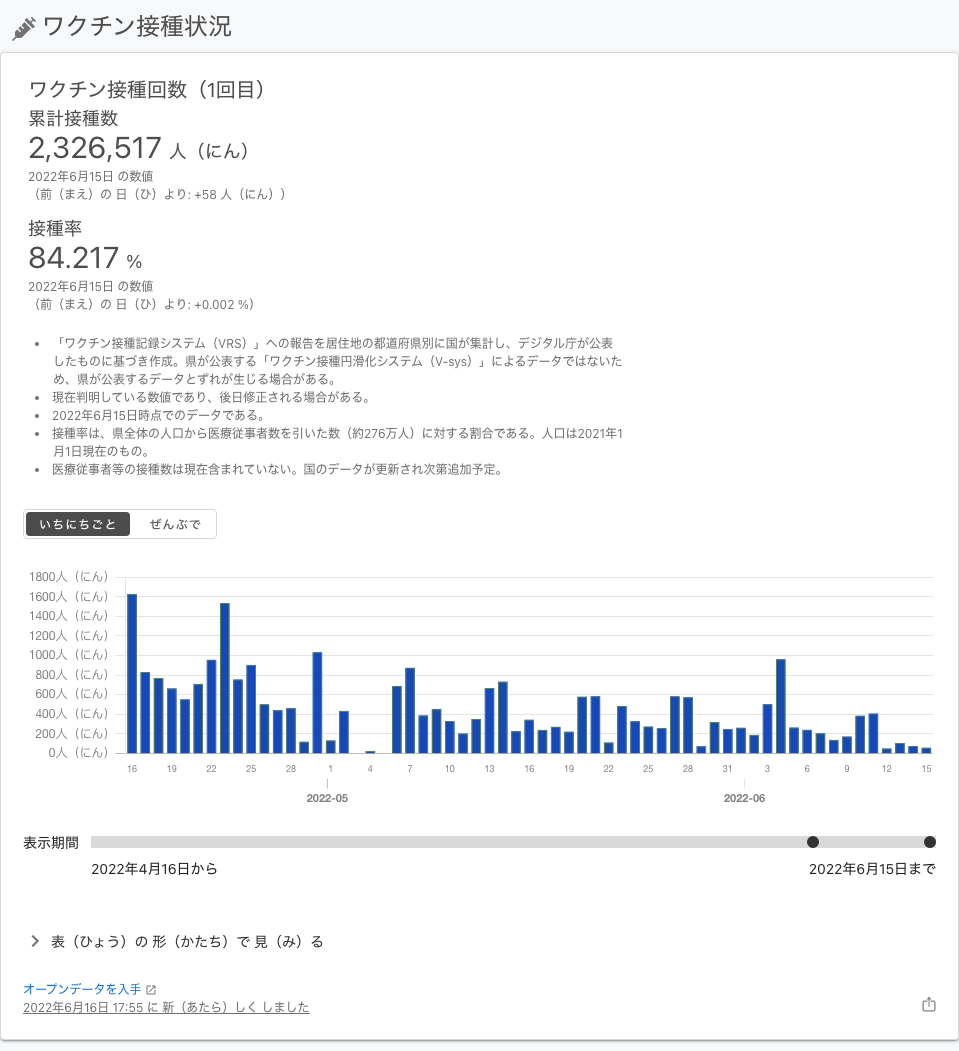 ワクチン接種状況
ワクチン接種回数（1回目）
累計接種数
2,326,517 人（にん）
2022年6月15日 の数値
（前（まえ）の 日（ひ）より: +58 人（にん））
接種率
84.217 %
2022年6月15日 の数値
（前（まえ）の 日（ひ）より: +0.002 %）
• 「ワクチン接種記録システム（VRS）」への報告を居住地の都道府県別に国が集計し、デジタル庁が公表
したものに基づき作成。県が公表する「ワクチン接種円滑化システム（V-sys）」によるデータではないた
め、県が公表するデータとずれが生じる場合がある。
• 現在判明している数値であり、後日修正される場合がある。
• 2022年6月15日時点でのデータである。
• 接種率は、県全体の人口から医療従事者数を引いた数（約276万人）に対する割合である。人口は2021年1
月1日現在のもの。
• 医療従事者等の接種数は現在含まれていない。国のデータが更新され次第追加予定。
いちにちごと ぜんぶで
1800人（にん）
1600人（にん）
1400人（にん）
1200人（にん）
1000人（にん）
800人（にん）
600人（にん）
400人（にん）
200人（にん）
0人（にん）
16 19 22 25 28 1 4 7 10 13 16 19 22 25 28 31 3 6 9 12 15
2022-05 2022-06
表示期間
2022年4月16日から 2022年6月15日まで
表（ひょう）の 形（かたち）で 見（み）る
オープンデータを入手
2022年6月16日 17:55 に 新（あたら）しく しました